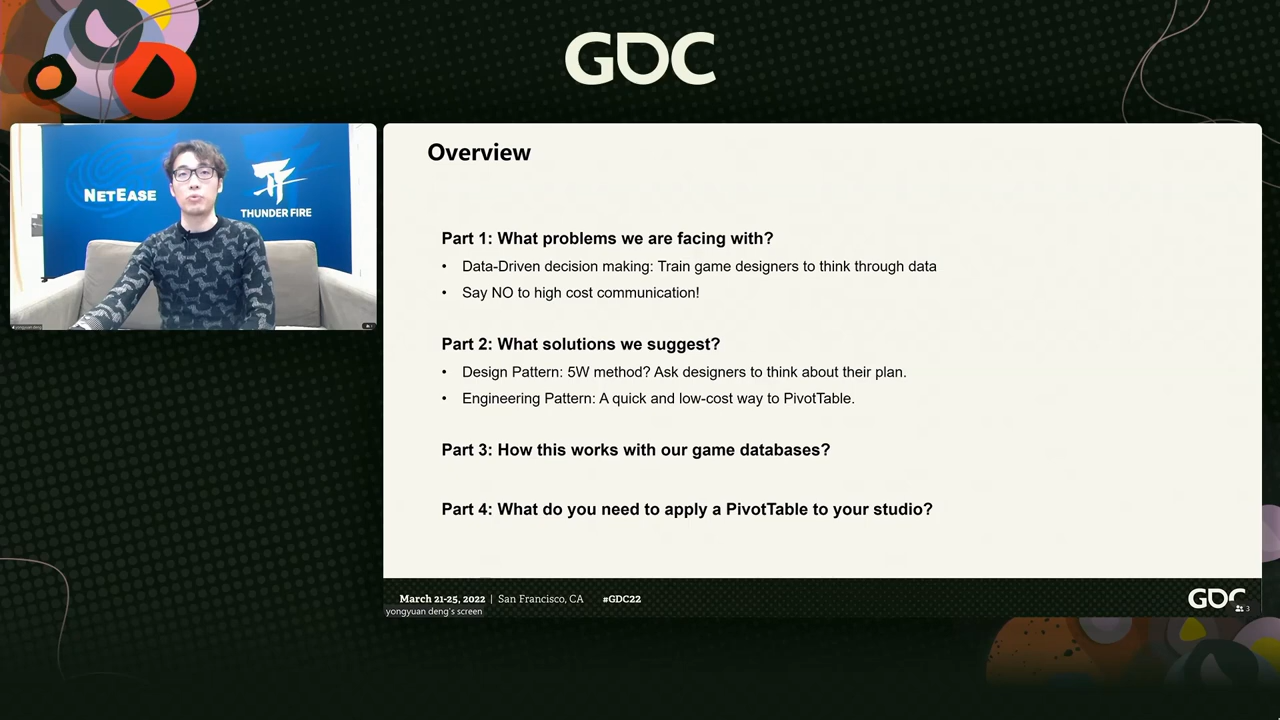 GDC
NETEASE
THUNDER FIRE
yongyuan deng
Overview
Part 1: What problems we are facing with?
• Data-Driven decision making: Train game designers to think through data
• Say NO to high cost communication!
Part 2: What solutions we suggest?
• Design Pattern: 5W method? Ask designers to think about their plan.
• Engineering Pattern: A quick and low-cost way to PivotTable.
Part 3: How this works with our game databases?
Part 4: What do you need to apply a PivotTable to your studio?
March 21-25, 2022 | San Francisco, CA #GDC22
GDC
yongyuan deng's screen
3